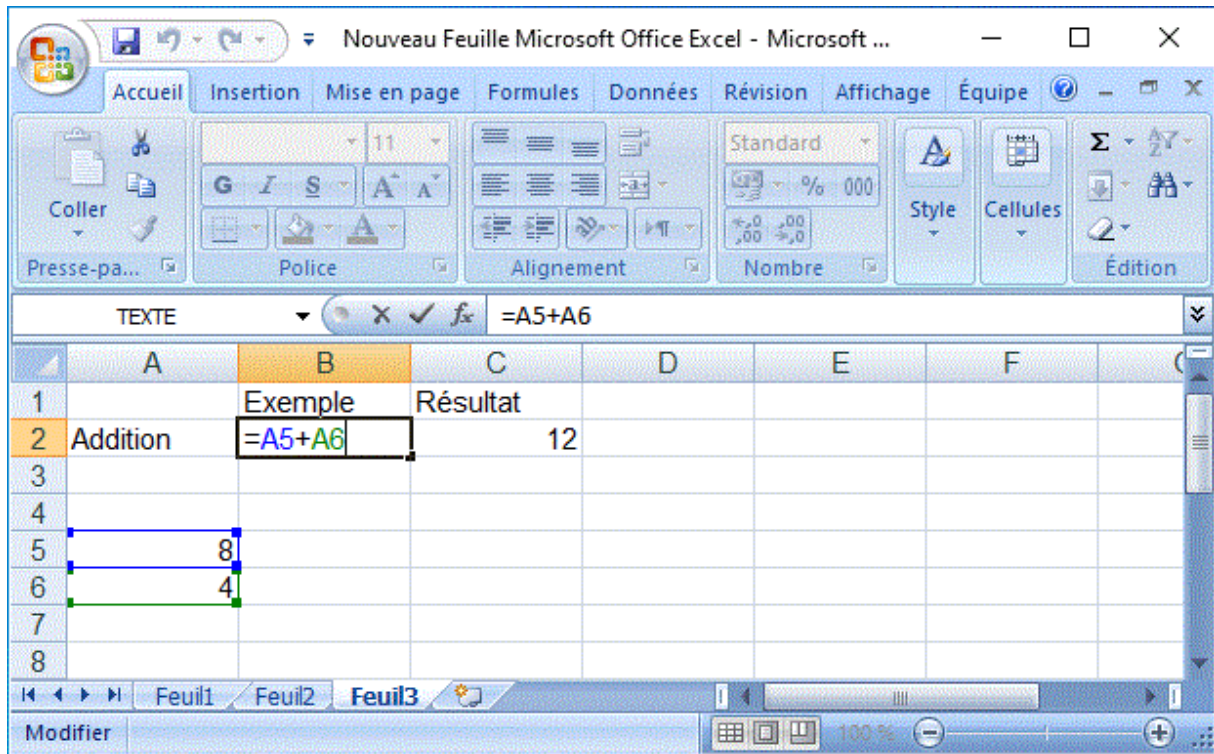 Nouveau Feuille Microsoft Office Excel - Microsoft ...
Accueil Insertion Mise en page Formules Données Révision Affichage Équipe
11 Standard
G I S A A % 000
Coller Style Cellules
Presse-pa... Police Alignement Nombre Édition
TEXTE fx =A5+A6
A B C D E F
1 Exemple Résultat
2 Addition =A5+A6 12
3
4
5 8
6 4
7
8
Feuil1 Feuil2 Feuil3
Modifier 100 %